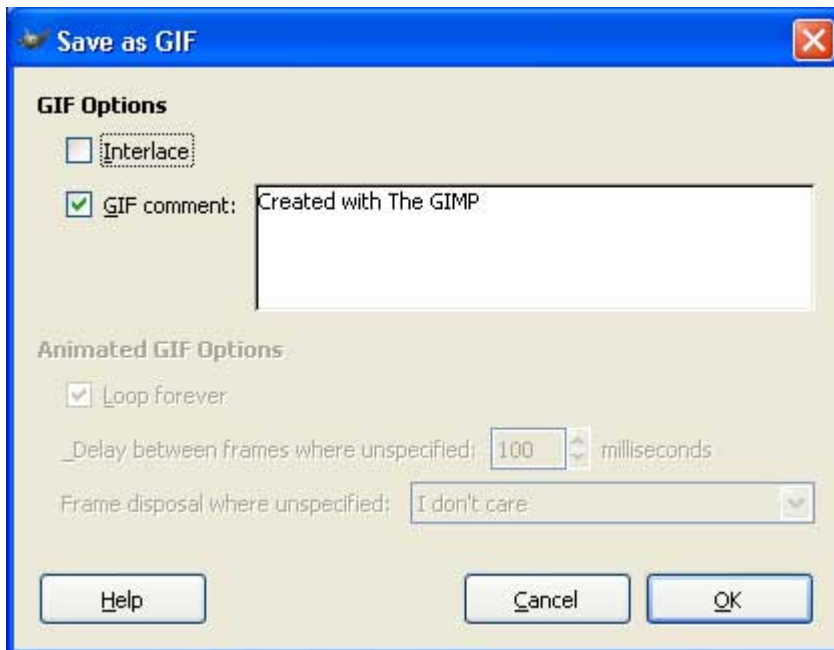 Save as GIF
GIF Options
Interlace
GIF comment: Created with The GIMP
Animated GIF Options
Loop forever
_Delay between frames where unspecified: 100 milliseconds
Frame disposal where unspecified: I don't care
Help Cancel OK